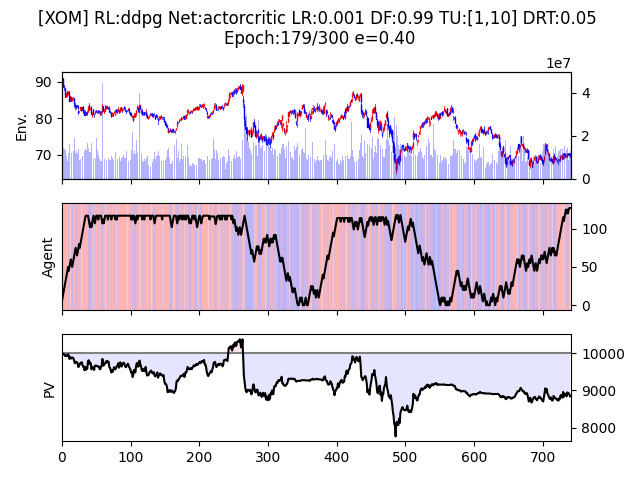 [XOM] RL:ddpg Net:actorcritic LR:0.001 DF:0.99 TU:[1,10] DRT:0.05
Epoch:179/300 e=0.40
1e7
90
80
70
Env.
4
2
0
Agent
100
50
0
PV
10000
9000
8000
0 100 200 300 400 500 600 700